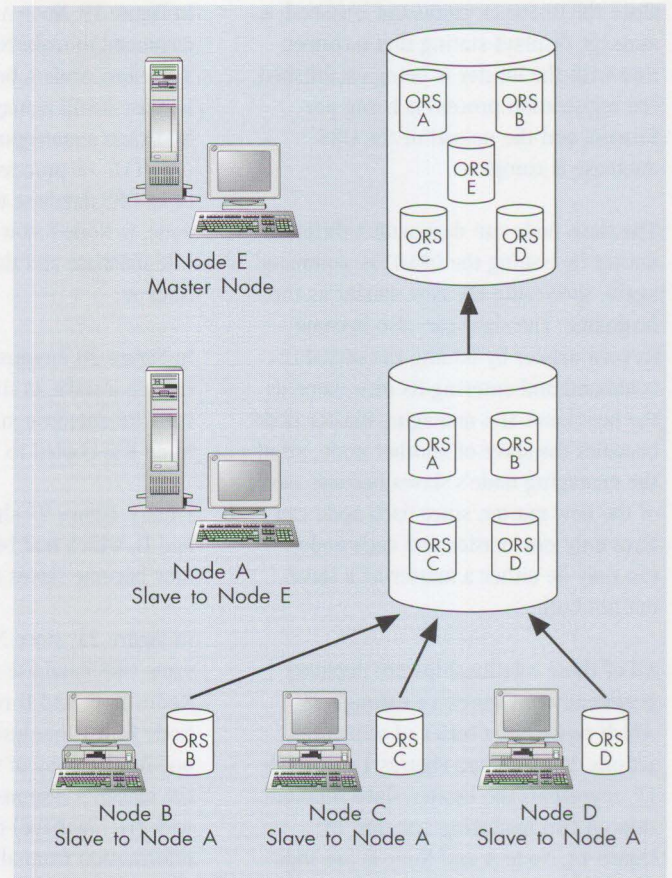 ORS
A
ORS
B
ORS
E
ORS
C
ORS
D
Node E
Master Node
ORS
A
ORS
B
ORS
C
ORS
D
Node A
Slave to Node E
ORS
B
ORS
C
ORS
D
Node B
Slave to Node A
Node C
Slave to Node A
Node D
Slave to Node A